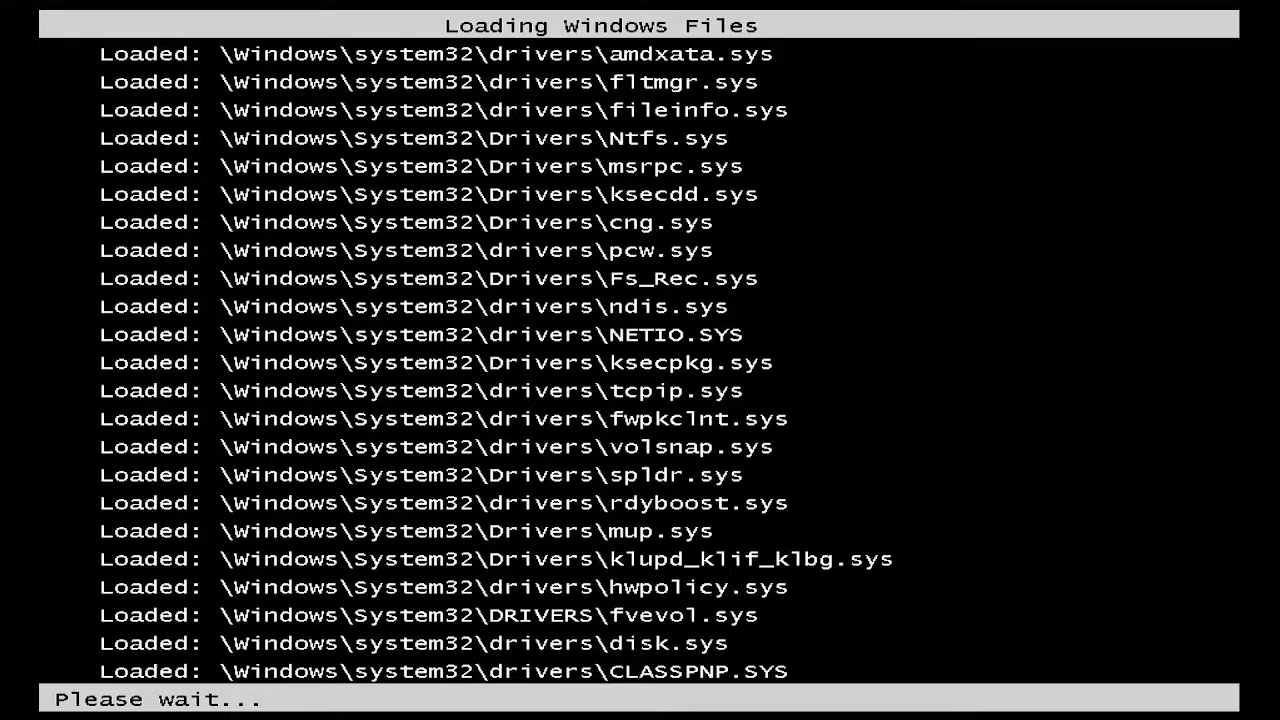 Loading Windows Files
Loaded: \Windows\system32\drivers\amdxata.sys
Loaded: \Windows\system32\drivers\fltmgr.sys
Loaded: \Windows\system32\drivers\fileinfo.sys
Loaded: \Windows\System32\Drivers\Ntfs.sys
Loaded: \Windows\System32\Drivers\msrpc.sys
Loaded: \Windows\System32\Drivers\ksecdd.sys
Loaded: \Windows\System32\Drivers\cng.sys
Loaded: \Windows\System32\drivers\pcw.sys
Loaded: \Windows\System32\Drivers\Fs_Rec.sys
Loaded: \Windows\system32\drivers\ndis.sys
Loaded: \Windows\system32\drivers\NETIO.SYS
Loaded: \Windows\System32\Drivers\ksecpkg.sys
Loaded: \Windows\System32\drivers\tcpip.sys
Loaded: \Windows\System32\drivers\fwpkclnt.sys
Loaded: \Windows\system32\drivers\volsnap.sys
Loaded: \Windows\System32\Drivers\spldr.sys
Loaded: \Windows\System32\drivers\rdyboost.sys
Loaded: \Windows\System32\Drivers\mup.sys
Loaded: \Windows\System32\Drivers\klupd_klif_klbg.sys
Loaded: \Windows\System32\drivers\hwpolicy.sys
Loaded: \Windows\System32\DRIVERS\fvevol.sys
Loaded: \Windows\system32\drivers\disk.sys
Loaded: \Windows\system32\drivers\CLASSPNP.SYS
Please wait...